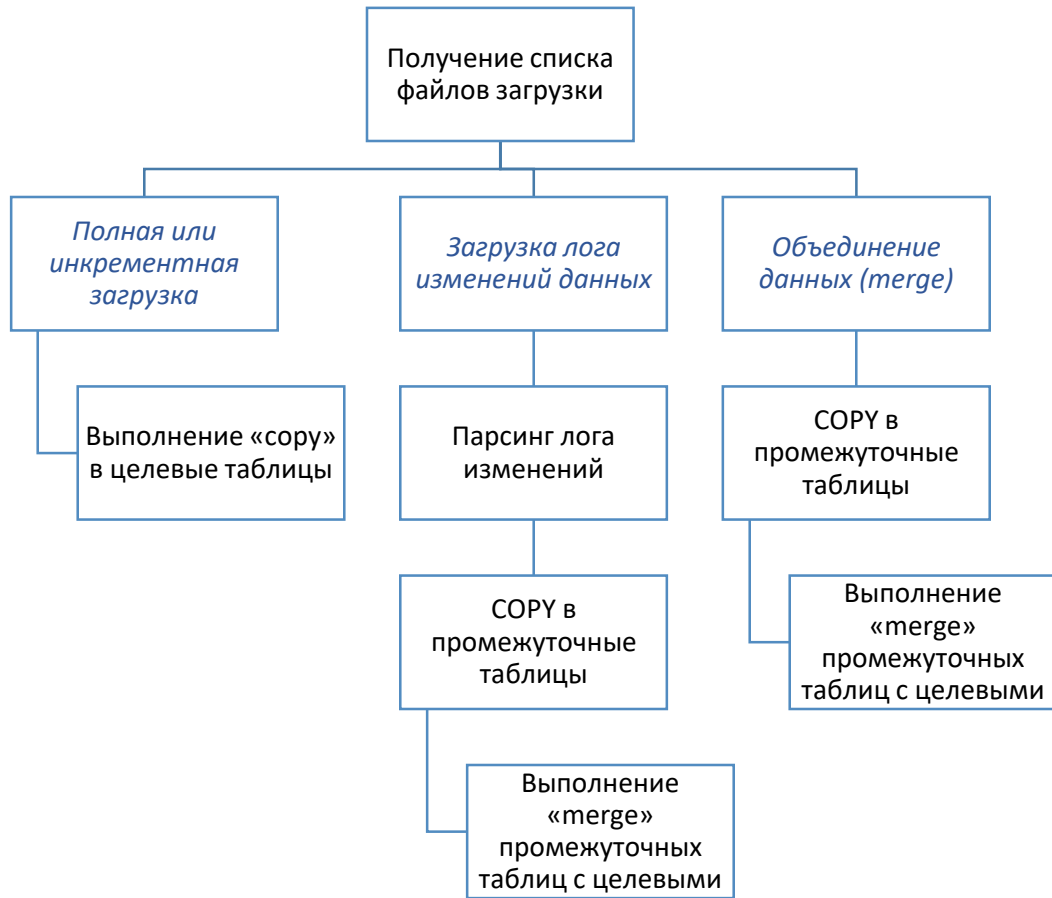 Получение списка
файлов загрузки
Полная или
инкрементная
загрузка
Загрузка лога
изменений данных
Объединение
данных (merge)
Выполнение «copy»
в целевые таблицы
Парсинг лога
изменений
COPY в
промежуточные
таблицы
COPY в
промежуточные
таблицы
Выполнение
«merge»
промежуточных
таблиц с целевыми
Выполнение
«merge»
промежуточных
таблиц с целевыми